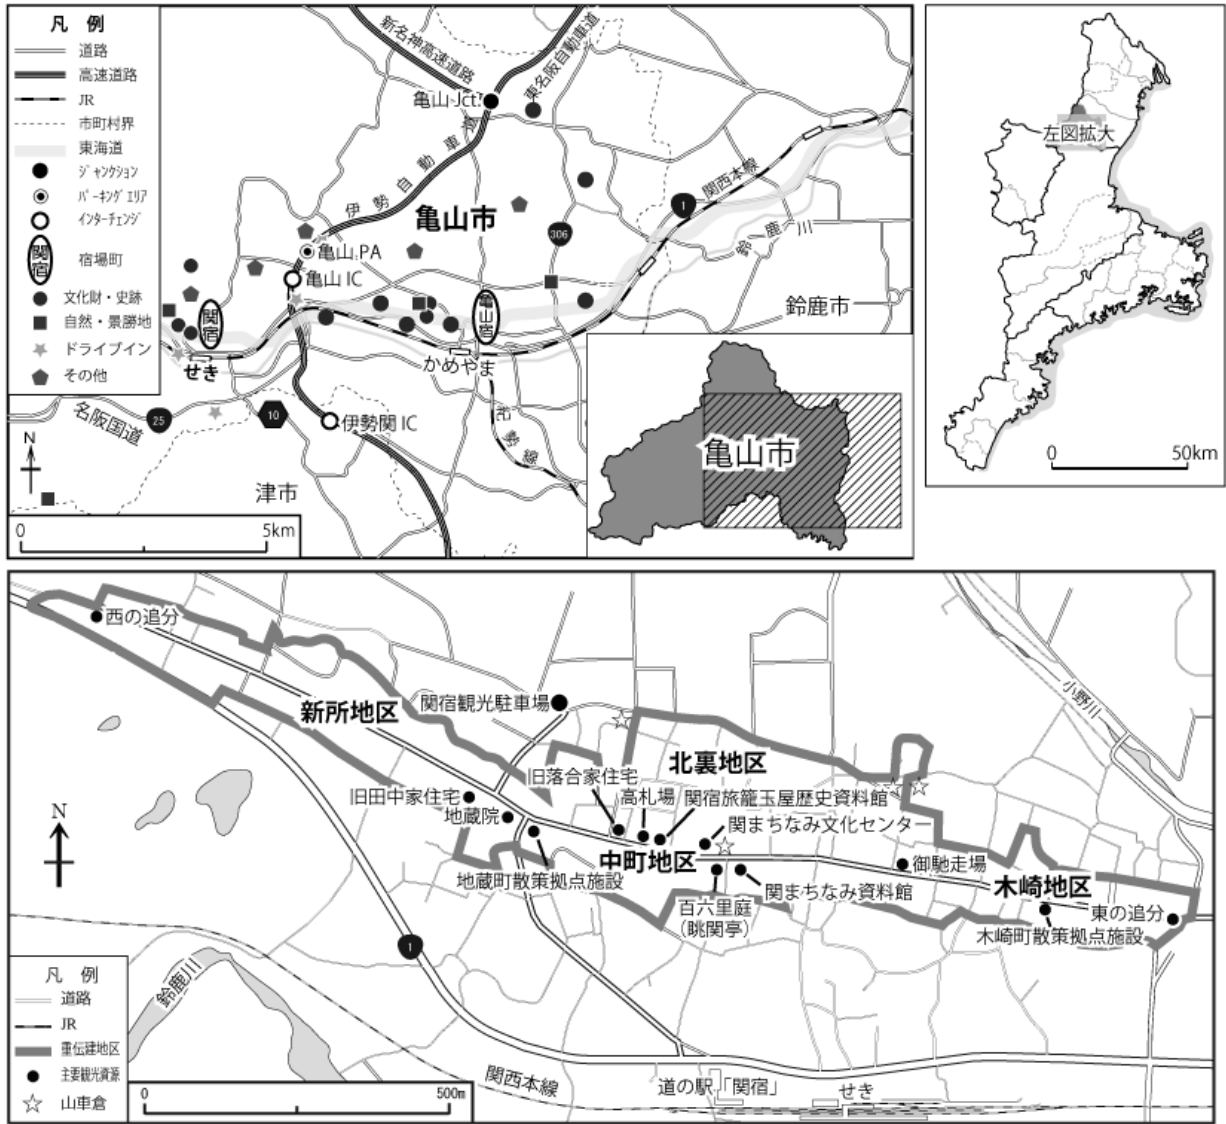 凡 例
道路
高速道路
JR
市町村界
東海道
ジャンクション
パーキングエリア
インターチェンジ
関宿
宿場町
文化財・史跡
自然・景勝地
ドライブイン
その他
新名神高速道路
東名阪自動車道
亀山 Jct.
伊勢自動車道
亀山市
亀山 PA
亀山 IC
関西本線
1
306
鈴鹿川
鈴鹿市
関宿
亀山宿
せき
かめやま
名阪国道
25
10
伊勢関 IC
津市
N
0
5km
亀山市
左図拡大
0
50km
西の追分
新所地区
関宿観光駐車場
小野川
北裏地区
旧落合家住宅
高札場
関宿旅籠玉屋歴史資料館
旧田中家住宅
地蔵院
関まちなみ文化センター
中町地区
御馳走場
地蔵町散策拠点施設
関まちなみ資料館
木崎地区
百六里庭
(眺関亭)
東の追分
木崎町散策拠点施設
N
1
鈴鹿川
凡 例
道路
JR
重伝建地区
主要観光資源
山車倉
0
500m
関西本線
道の駅「関宿」
せき